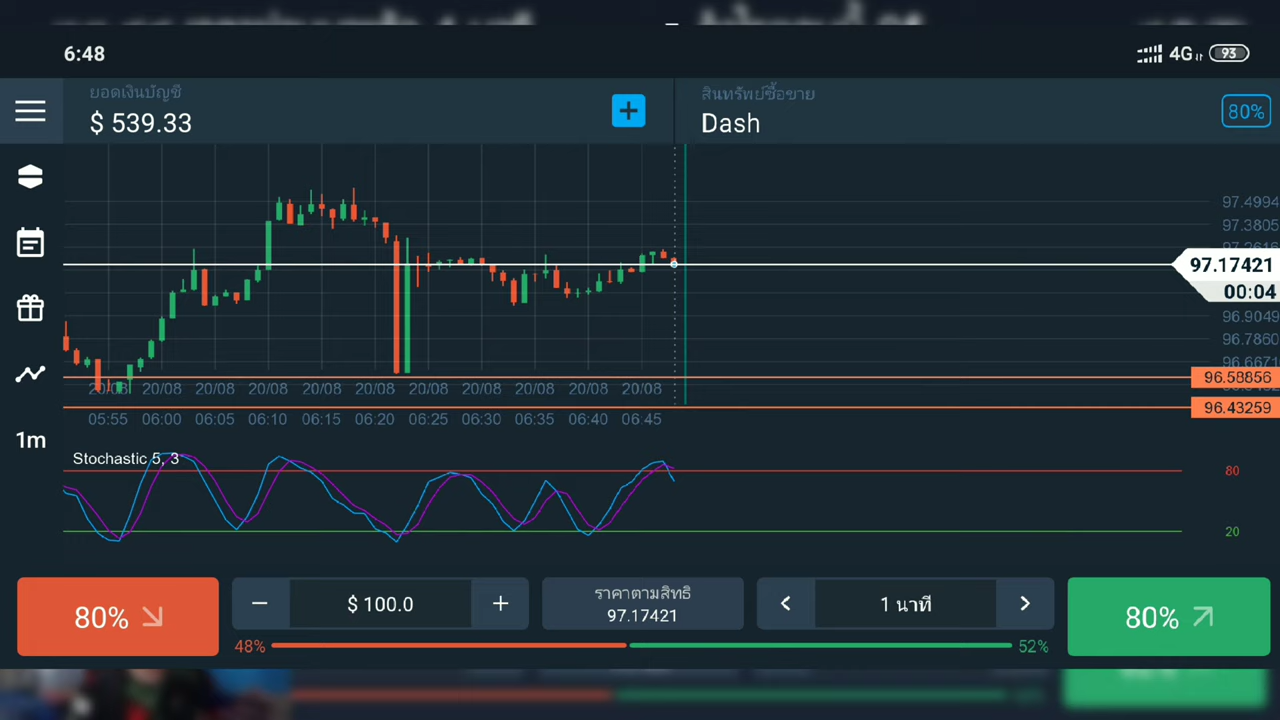 6:48
4G
93
ยอดเงินบัญชี
$ 539.33
สินทรัพย์ซื้อขาย
Dash
80%
97.4994
97.3805
97.17421
00:04
96.9049
96.7860
96.6671
96.58856
96.43259
20/08 20/08 20/08 20/08 20/08 20/08 20/08 20/08 20/08 20/08 20/08
05:55 06:00 06:05 06:10 06:15 06:20 06:25 06:30 06:35 06:40 06:45
1m
Stochastic 5, 3
80
20
80%
$ 100.0
ราคาตามสิทธิ
97.17421
1 นาที
80%
48%
52%